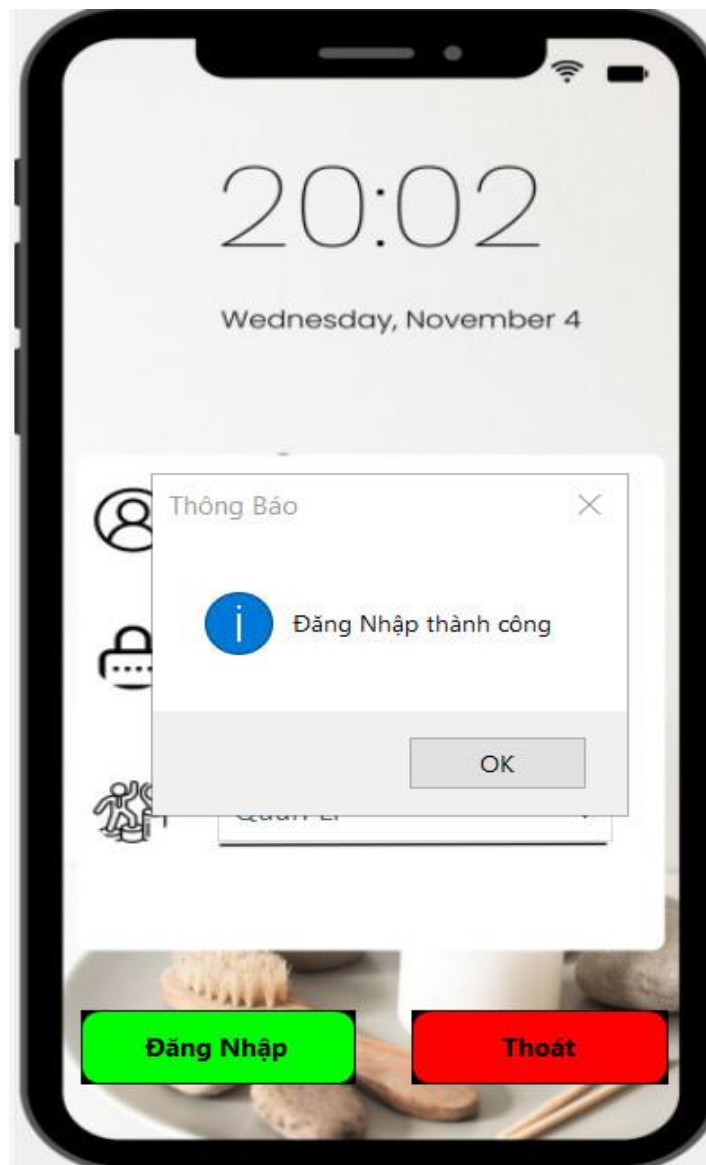 20:02
Wednesday, November 4
Thông Báo
Đăng Nhập thành công
OK
Đăng Nhập
Thoát